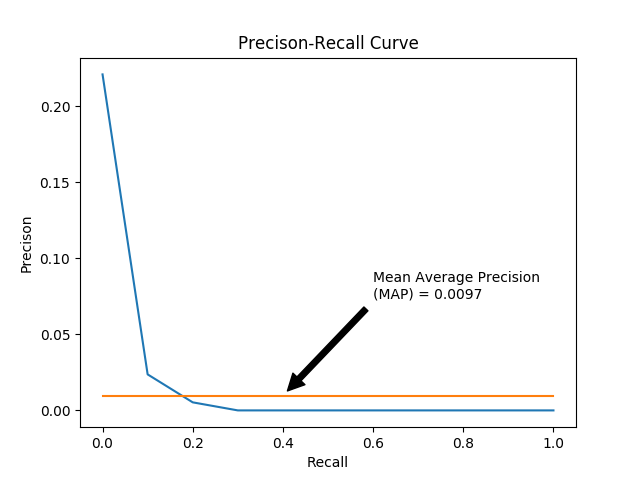 Precison-Recall Curve
Precison
0.20
0.15
0.10
0.05
0.00
Mean Average Precision
(MAP) = 0.0097
0.0 0.2 0.4 0.6 0.8 1.0
Recall